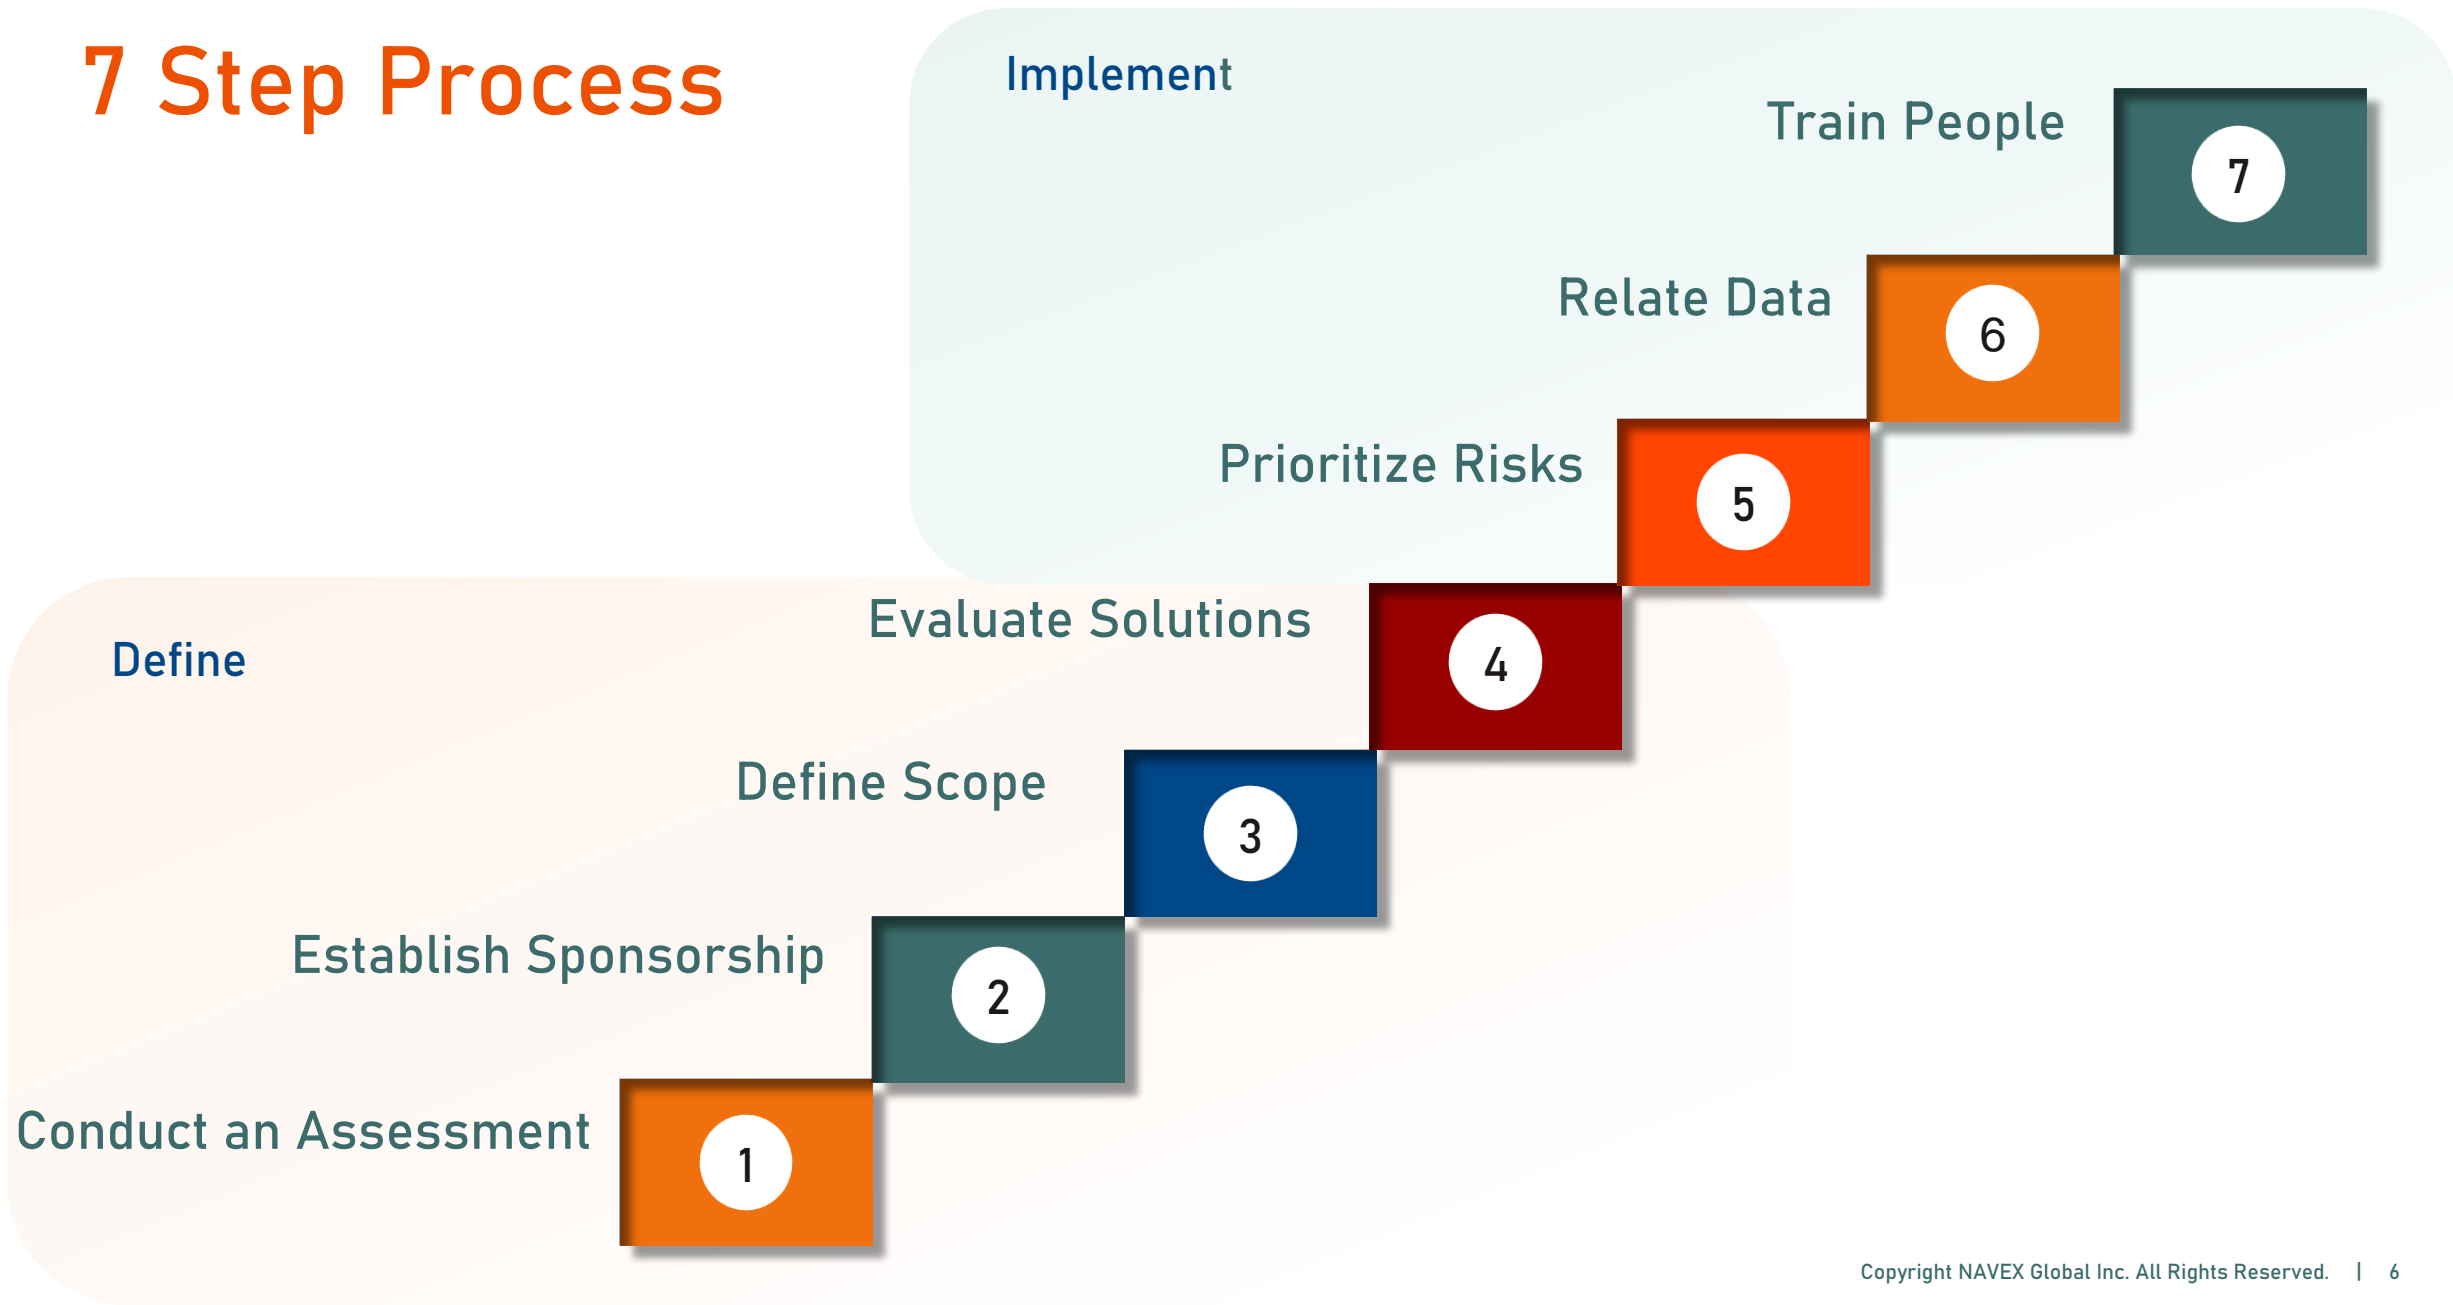 7 Step Process
Implement
Train People
7
Relate Data
6
Prioritize Risks
5
Evaluate Solutions
4
Define
Define Scope
3
Establish Sponsorship
2
Conduct an Assessment
1
Copyright NAVEX Global Inc. All Rights Reserved. | 6